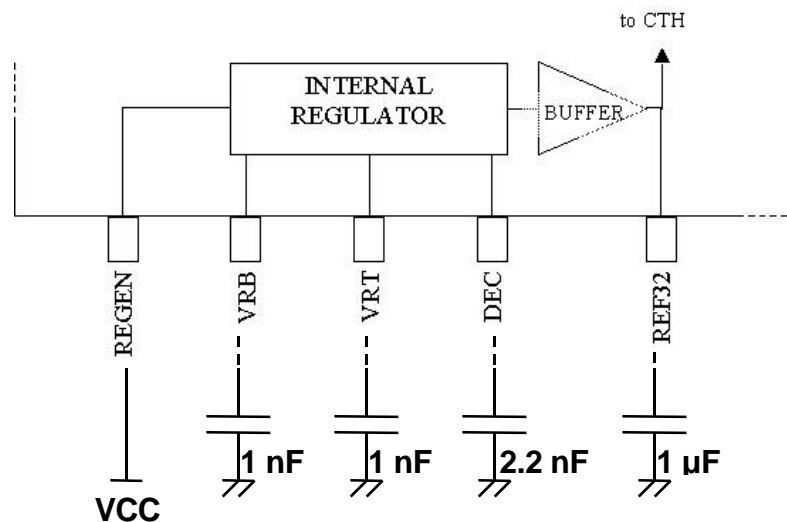 to CTH
INTERNAL
REGULATOR
BUFFER
REGEN
VRB
VRT
DEC
REF32
1 nF
1 nF
2.2 nF
1 µF
VCC